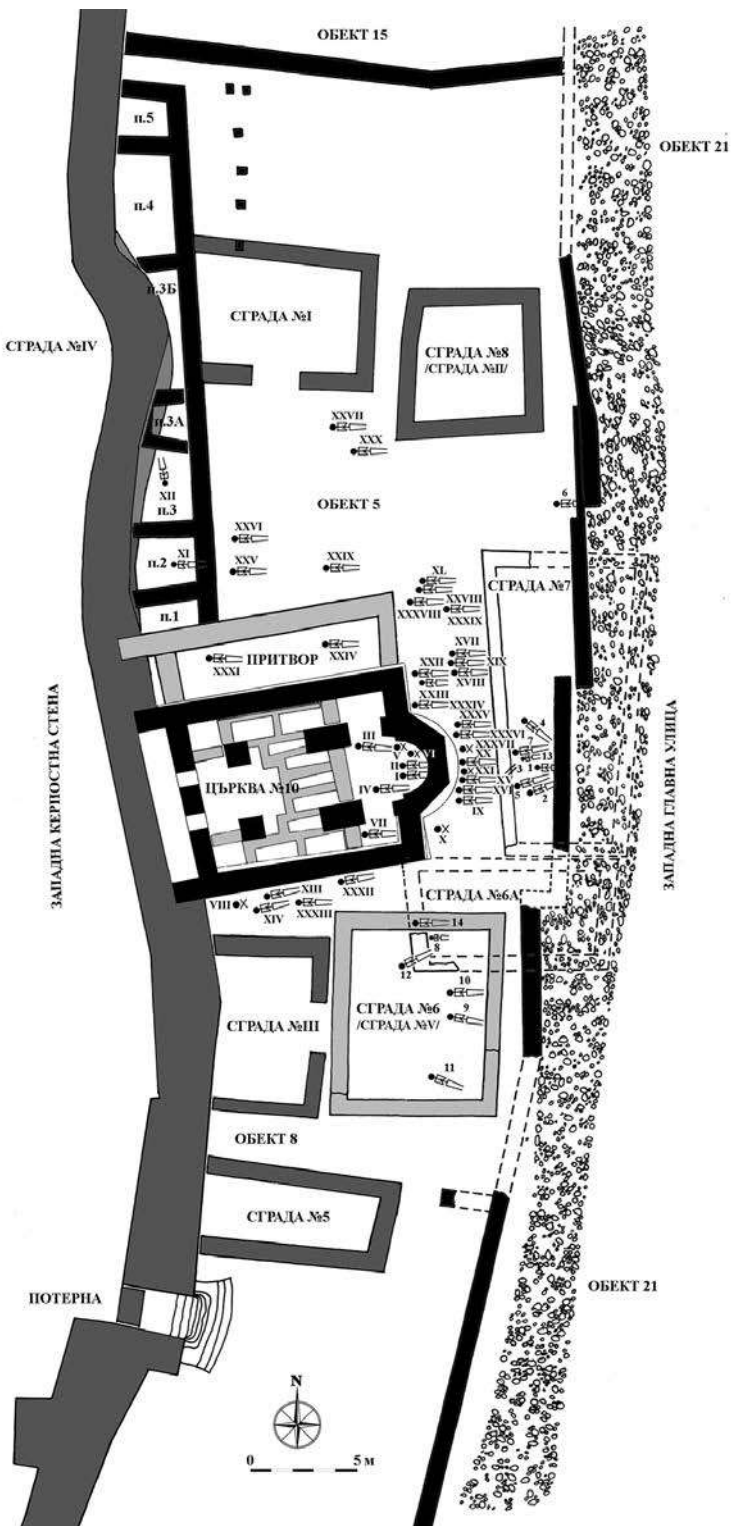 ОБЕКТ 15
п.5
ОБЕКТ 21
п.4
п.3Б
СГРАДА №I
СГРАДА №IV
СГРАДА №8
/СГРАДА №II/
п.3А
XXVII
XXX
XII
п.3
6
ОБЕКТ 5
XXVI
XI
п.2
XXV
XXIX
XL
СГРАДА №7
XXVIII
XXXVIII
XXXIX
п.1
XVII
ПРИТВОР
XXIV
XXXI
XXII
XIX
XVIII
XXIII
XXXIV
XXXV
4
III
XXXVI
7
V
VI
XXXVII
13
II
XX
3
1
I
XXI
XV
ЦЪРКВА №10
IV
XVI
5
2
IX
VII
X
ЗАПАДНА КЕРПОСТНА СТЕНА
ЗАПАДНА ГЛАВНА УЛИЦА
XXXII
СГРАДА №6А
XIII
VIII
XIV
XXXIII
14
8
12
10
СГРАДА №6
/СГРАДА №V/
9
СГРАДА №III
11
ОБЕКТ 8
СГРАДА №5
ПОТЕРНА
ОБЕКТ 21
N
0 5 м